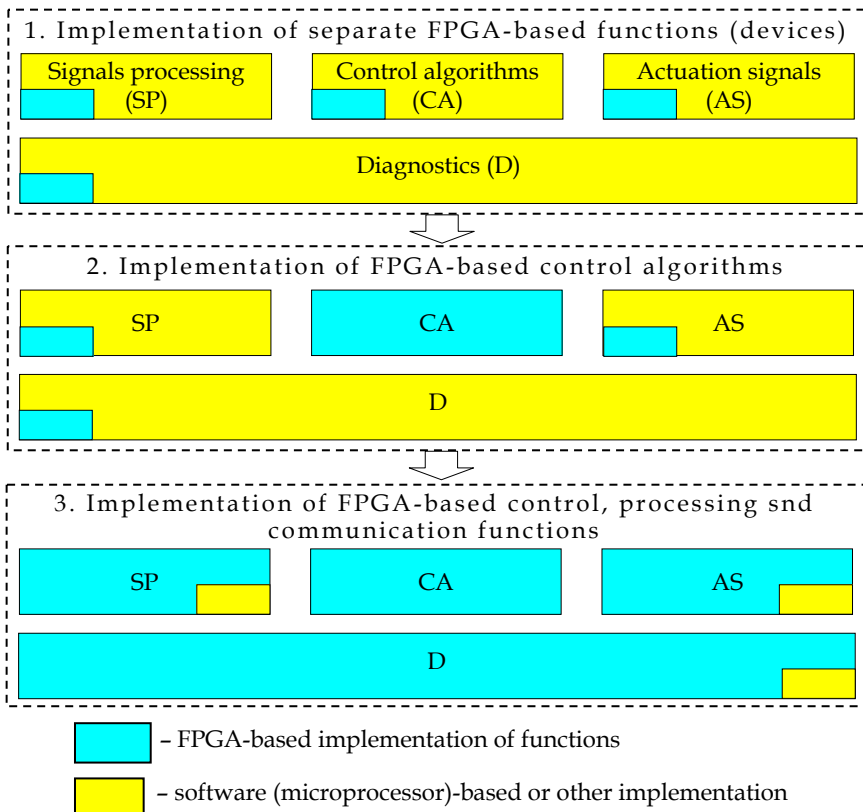 1. Implementation of separate FPGA-based functions (devices)
Signals processing
(SP)
Control algorithms
(CA)
Actuation signals
(AS)
Diagnostics (D)
2. Implementation of FPGA-based control algorithms
SP
CA
AS
D
3. Implementation of FPGA-based control, processing snd
communication functions
SP
CA
AS
D
– FPGA-based implementation of functions
– software (microprocessor)-based or other implementation